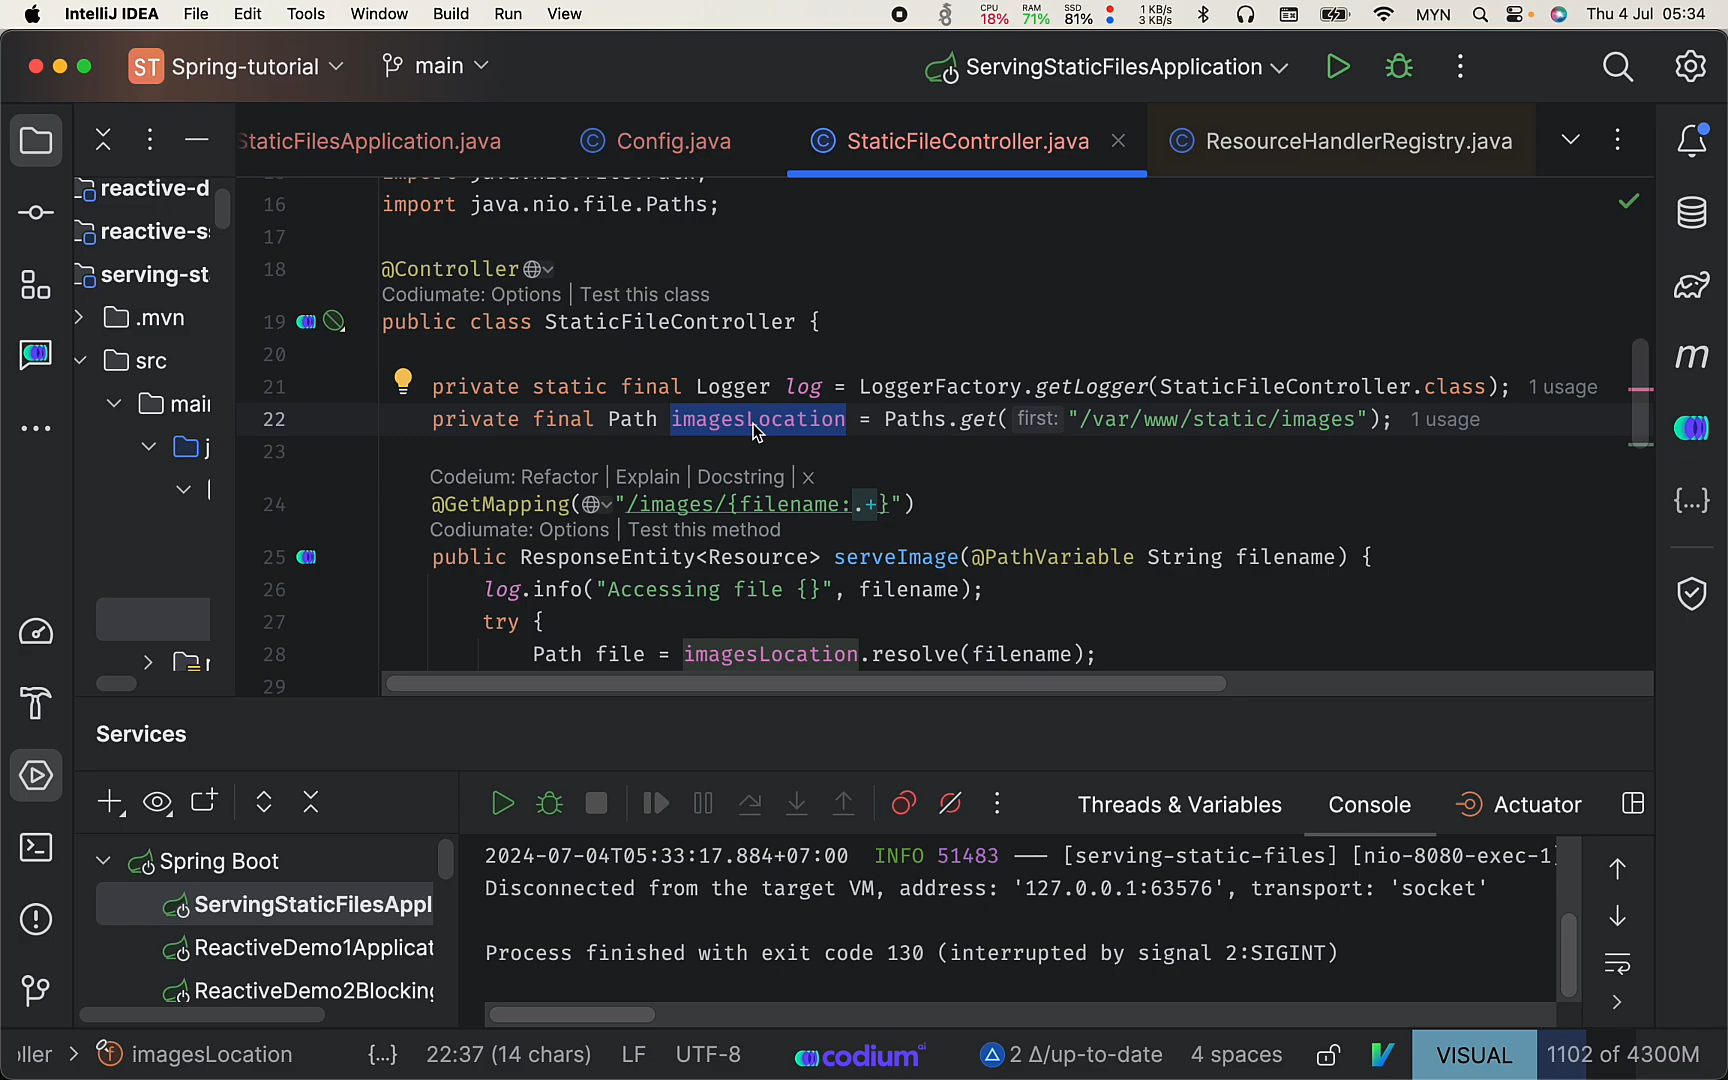 IntelliJ IDEA File Edit Tools Window Build Run View CPU 18% RAM 71% SSD 81% 1 KB/s 3 KB/s MYN Thu 4 Jul 05:34
ST Spring-tutorial main ServingStaticFilesApplication
StaticFilesApplication.java Config.java StaticFileController.java ResourceHandlerRegistry.java
reactive-d
reactive-s
serving-st
.mvn
src
mair
j
16 import java.nio.file.Paths;
17
18 @Controller
Codiumate: Options | Test this class
19 public class StaticFileController {
20
21 private static final Logger log = LoggerFactory.getLogger(StaticFileController.class); 1 usage
22 private final Path imagesLocation = Paths.get( first: "/var/www/static/images"); 1 usage
23
Codeium: Refactor | Explain | Docstring | X
24 @GetMapping("/images/{filename:.+}")
Codiumate: Options | Test this method
25 public ResponseEntity<Resource> serveImage(@PathVariable String filename) {
26 log.info("Accessing file {}", filename);
27 try {
28 Path file = imagesLocation.resolve(filename);
29
Services
Threads & Variables Console Actuator
Spring Boot
ServingStaticFilesAppl
ReactiveDemo1Applicat
ReactiveDemo2Blocking
2024-07-04T05:33:17.884+07:00 INFO 51483 --- [serving-static-files] [nio-8080-exec-1]
Disconnected from the target VM, address: '127.0.0.1:63576', transport: 'socket'
Process finished with exit code 130 (interrupted by signal 2:SIGINT)
oller > imagesLocation {...} 22:37 (14 chars) LF UTF-8 codium ai 2 Δ/up-to-date 4 spaces VISUAL 1102 of 4300M